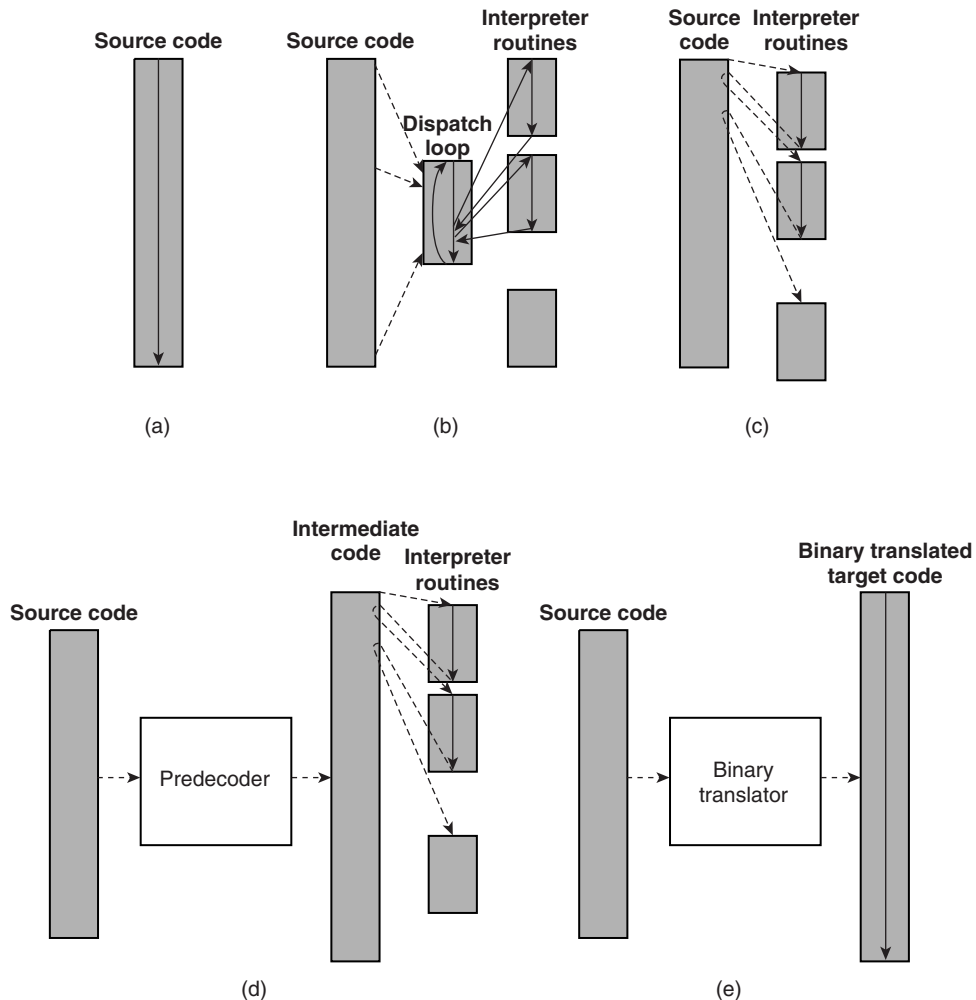 Source code
Source code
Interpreter
routines
Source
code
Interpreter
routines
Dispatch
loop
(a)
(b)
(c)
Intermediate
code
Interpreter
routines
Binary translated
target code
Source code
Source code
Predecoder
Binary
translator
(d)
(e)